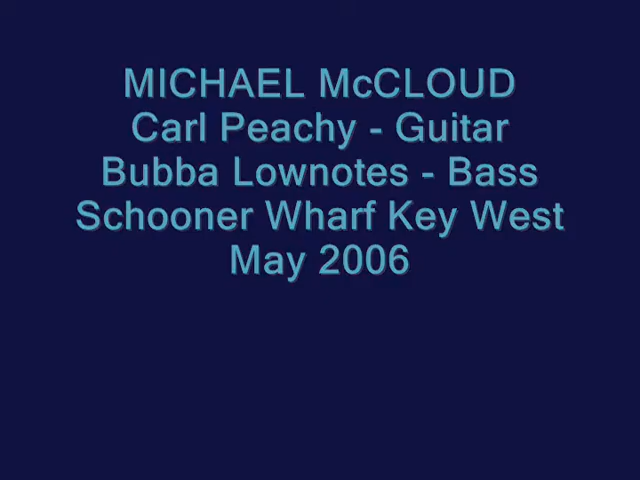 MICHAEL McCLOUD
Carl Peachy - Guitar
Bubba Lownotes - Bass
Schooner Wharf Key West
May 2006